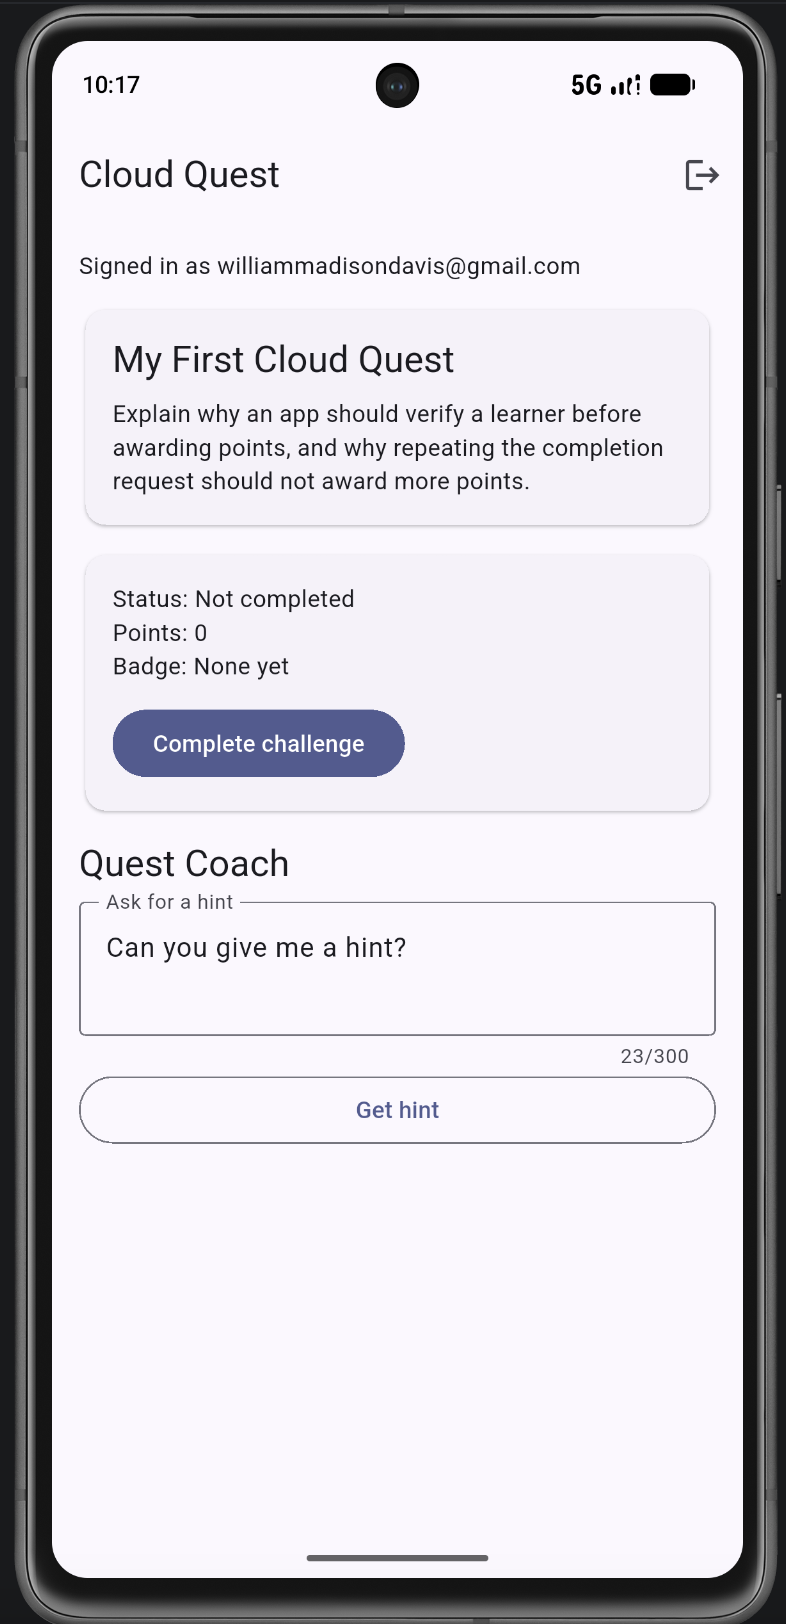 10:17
5G
Cloud Quest
Signed in as williammadisondavis@gmail.com
My First Cloud Quest
Explain why an app should verify a learner before
awarding points, and why repeating the completion
request should not award more points.
Status: Not completed
Points: 0
Badge: None yet
Complete challenge
Quest Coach
Ask for a hint
Can you give me a hint?
23/300
Get hint